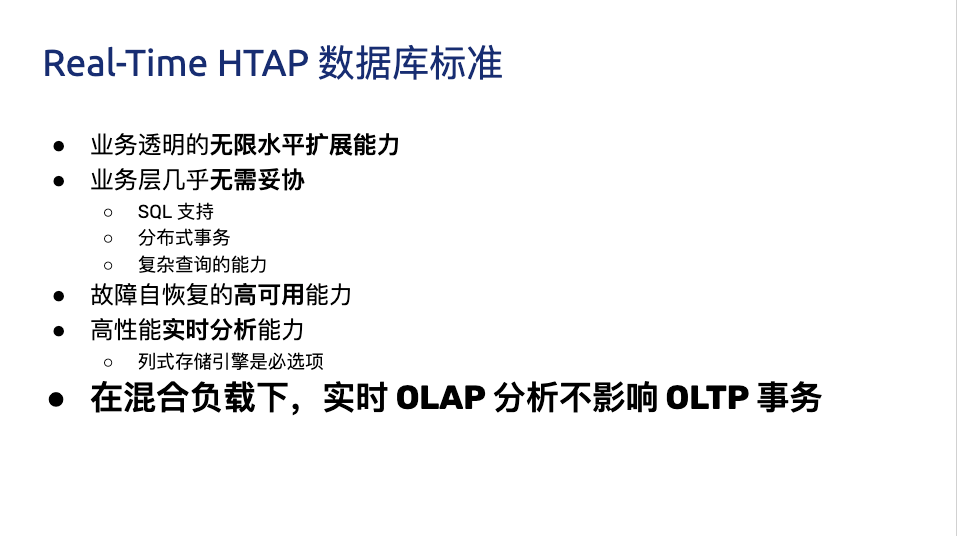 Real-Time HTAP 数据库标准
● 业务透明的无限水平扩展能力
● 业务层几乎无需妥协
○ SQL 支持
○ 分布式事务
○ 复杂查询的能力
● 故障自恢复的高可用能力
● 高性能实时分析能力
○ 列式存储引擎是必选项
● 在混合负载下，实时 OLAP 分析不影响 OLTP 事务